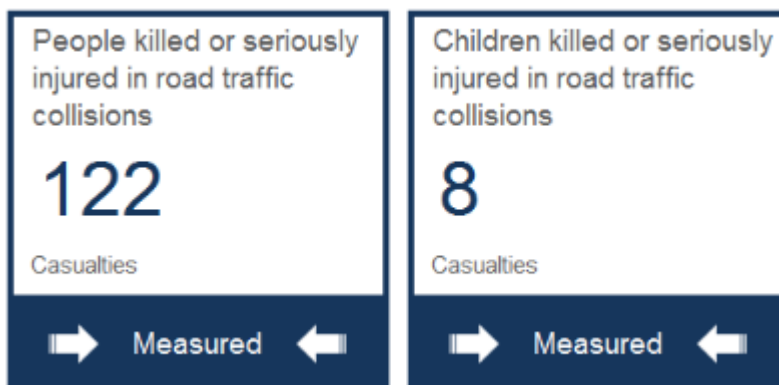 People killed or seriously
injured in road traffic
collisions
122
Casualties
Measured
Children killed or seriously
injured in road traffic
collisions
8
Casualties
Measured